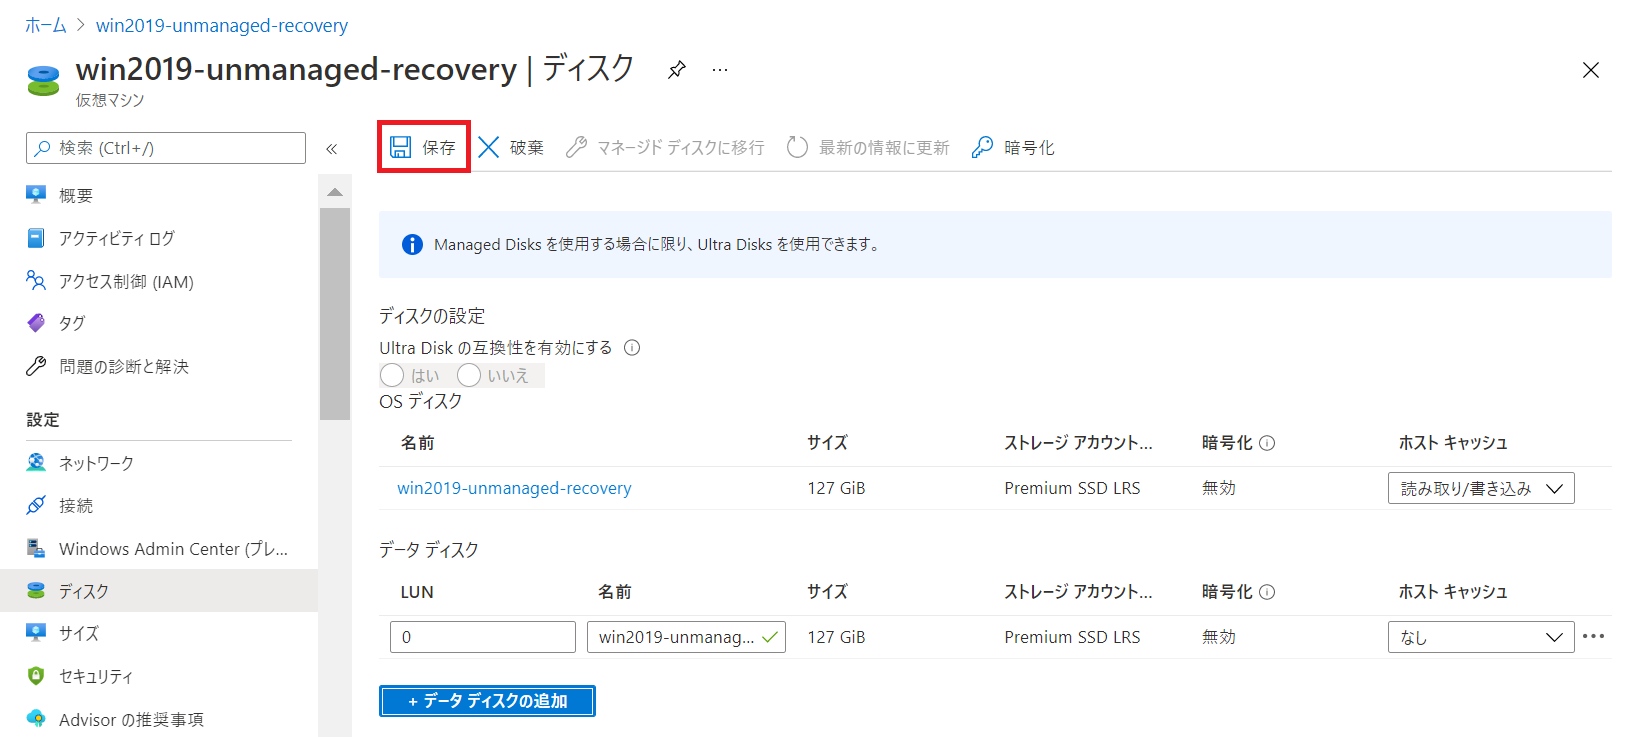 ホーム > win2019-unmanaged-recovery
win2019-unmanaged-recovery | ディスク ...
仮想マシン
検索 (Ctrl+/) «
概要
アクティビティ ログ
アクセス制御 (IAM)
タグ
問題の診断と解決
設定
ネットワーク
接続
Windows Admin Center (プレ...
ディスク
サイズ
セキュリティ
Advisor の推奨事項
保存 破棄 マネージド ディスクに移行 最新の情報に更新 暗号化
Managed Disks を使用する場合に限り、Ultra Disks を使用できます。
ディスクの設定
Ultra Disk の互換性を有効にする
はい いいえ
OS ディスク
名前 サイズ ストレージ アカウント... 暗号化 ホスト キャッシュ
win2019-unmanaged-recovery 127 GiB Premium SSD LRS 無効 読み取り/書き込み
データ ディスク
LUN 名前 サイズ ストレージ アカウント... 暗号化 ホスト キャッシュ
0 win2019-unmanag... 127 GiB Premium SSD LRS 無効 なし ...
+ データ ディスクの追加